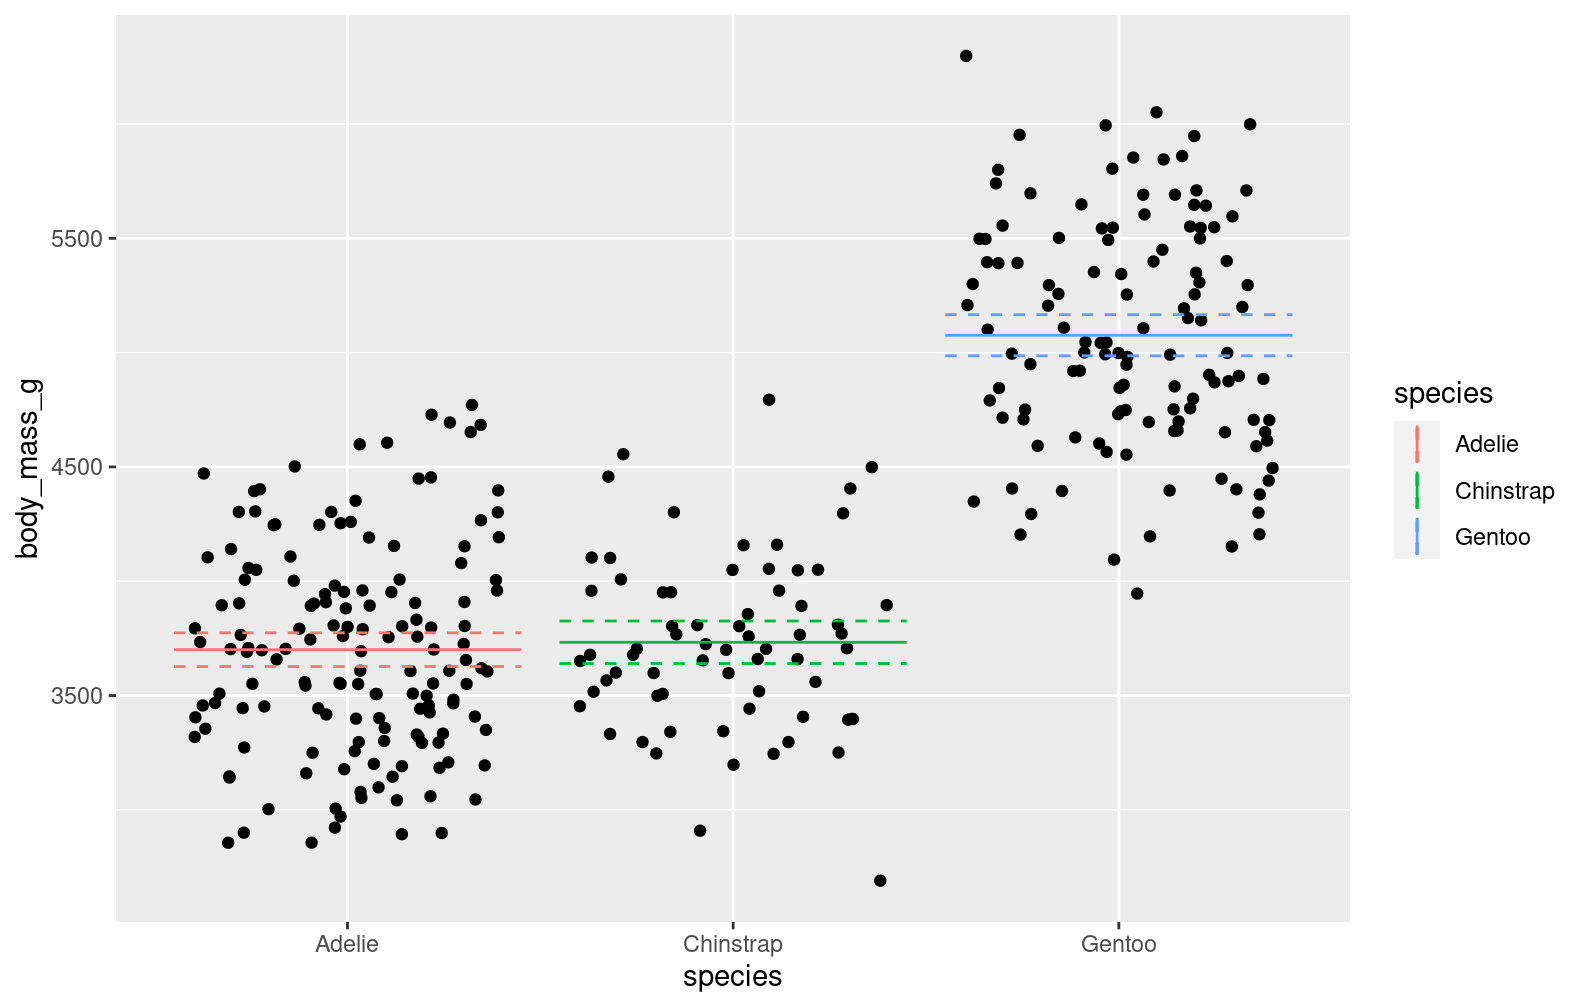 body_mass_g
5500
4500
3500
Adelie
Chinstrap
Gentoo
species
species
Adelie
Chinstrap
Gentoo